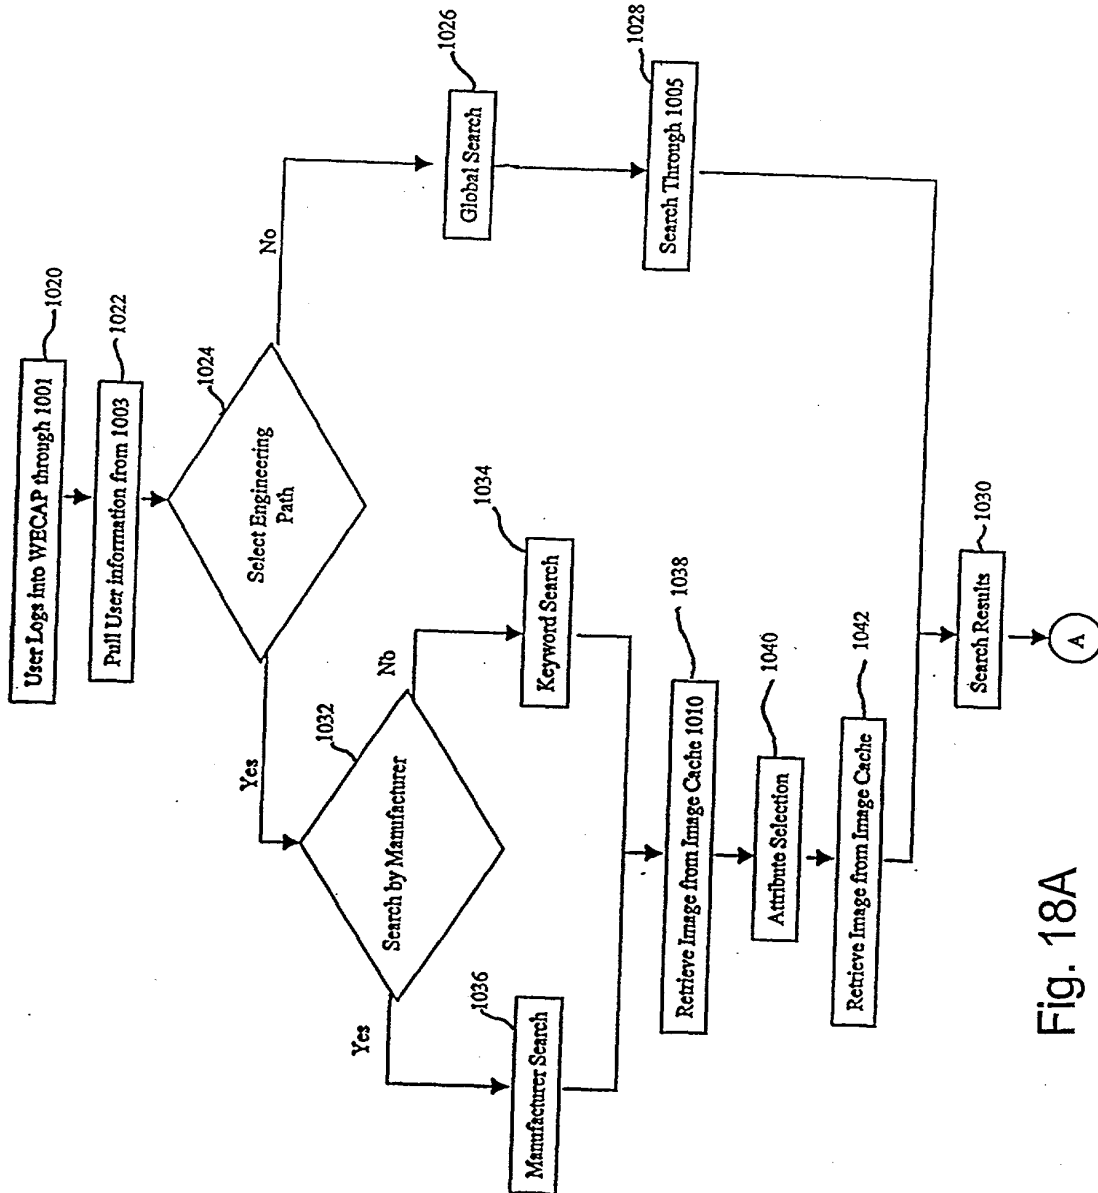 User Logs into WECAP through 1001
1020
Pull User information from 1003
1022
Select Engineering
Path
1024
Yes
No
Search by Manufacturer
1032
Global Search
1026
Yes
No
Manufacturer Search
1036
Keyword Search
1034
Search Through 1005
1028
Retrieve Image from Image Cache 1010
1038
Attribute Selection
1040
Retrieve Image from Image Cache
1042
Search Results
1030
A
Fig. 18A